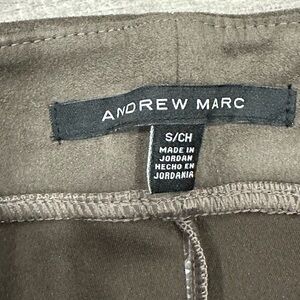 ANDREW MARC
S/CH
MADE IN
JORDAN
HECHO EN
JORDANIA